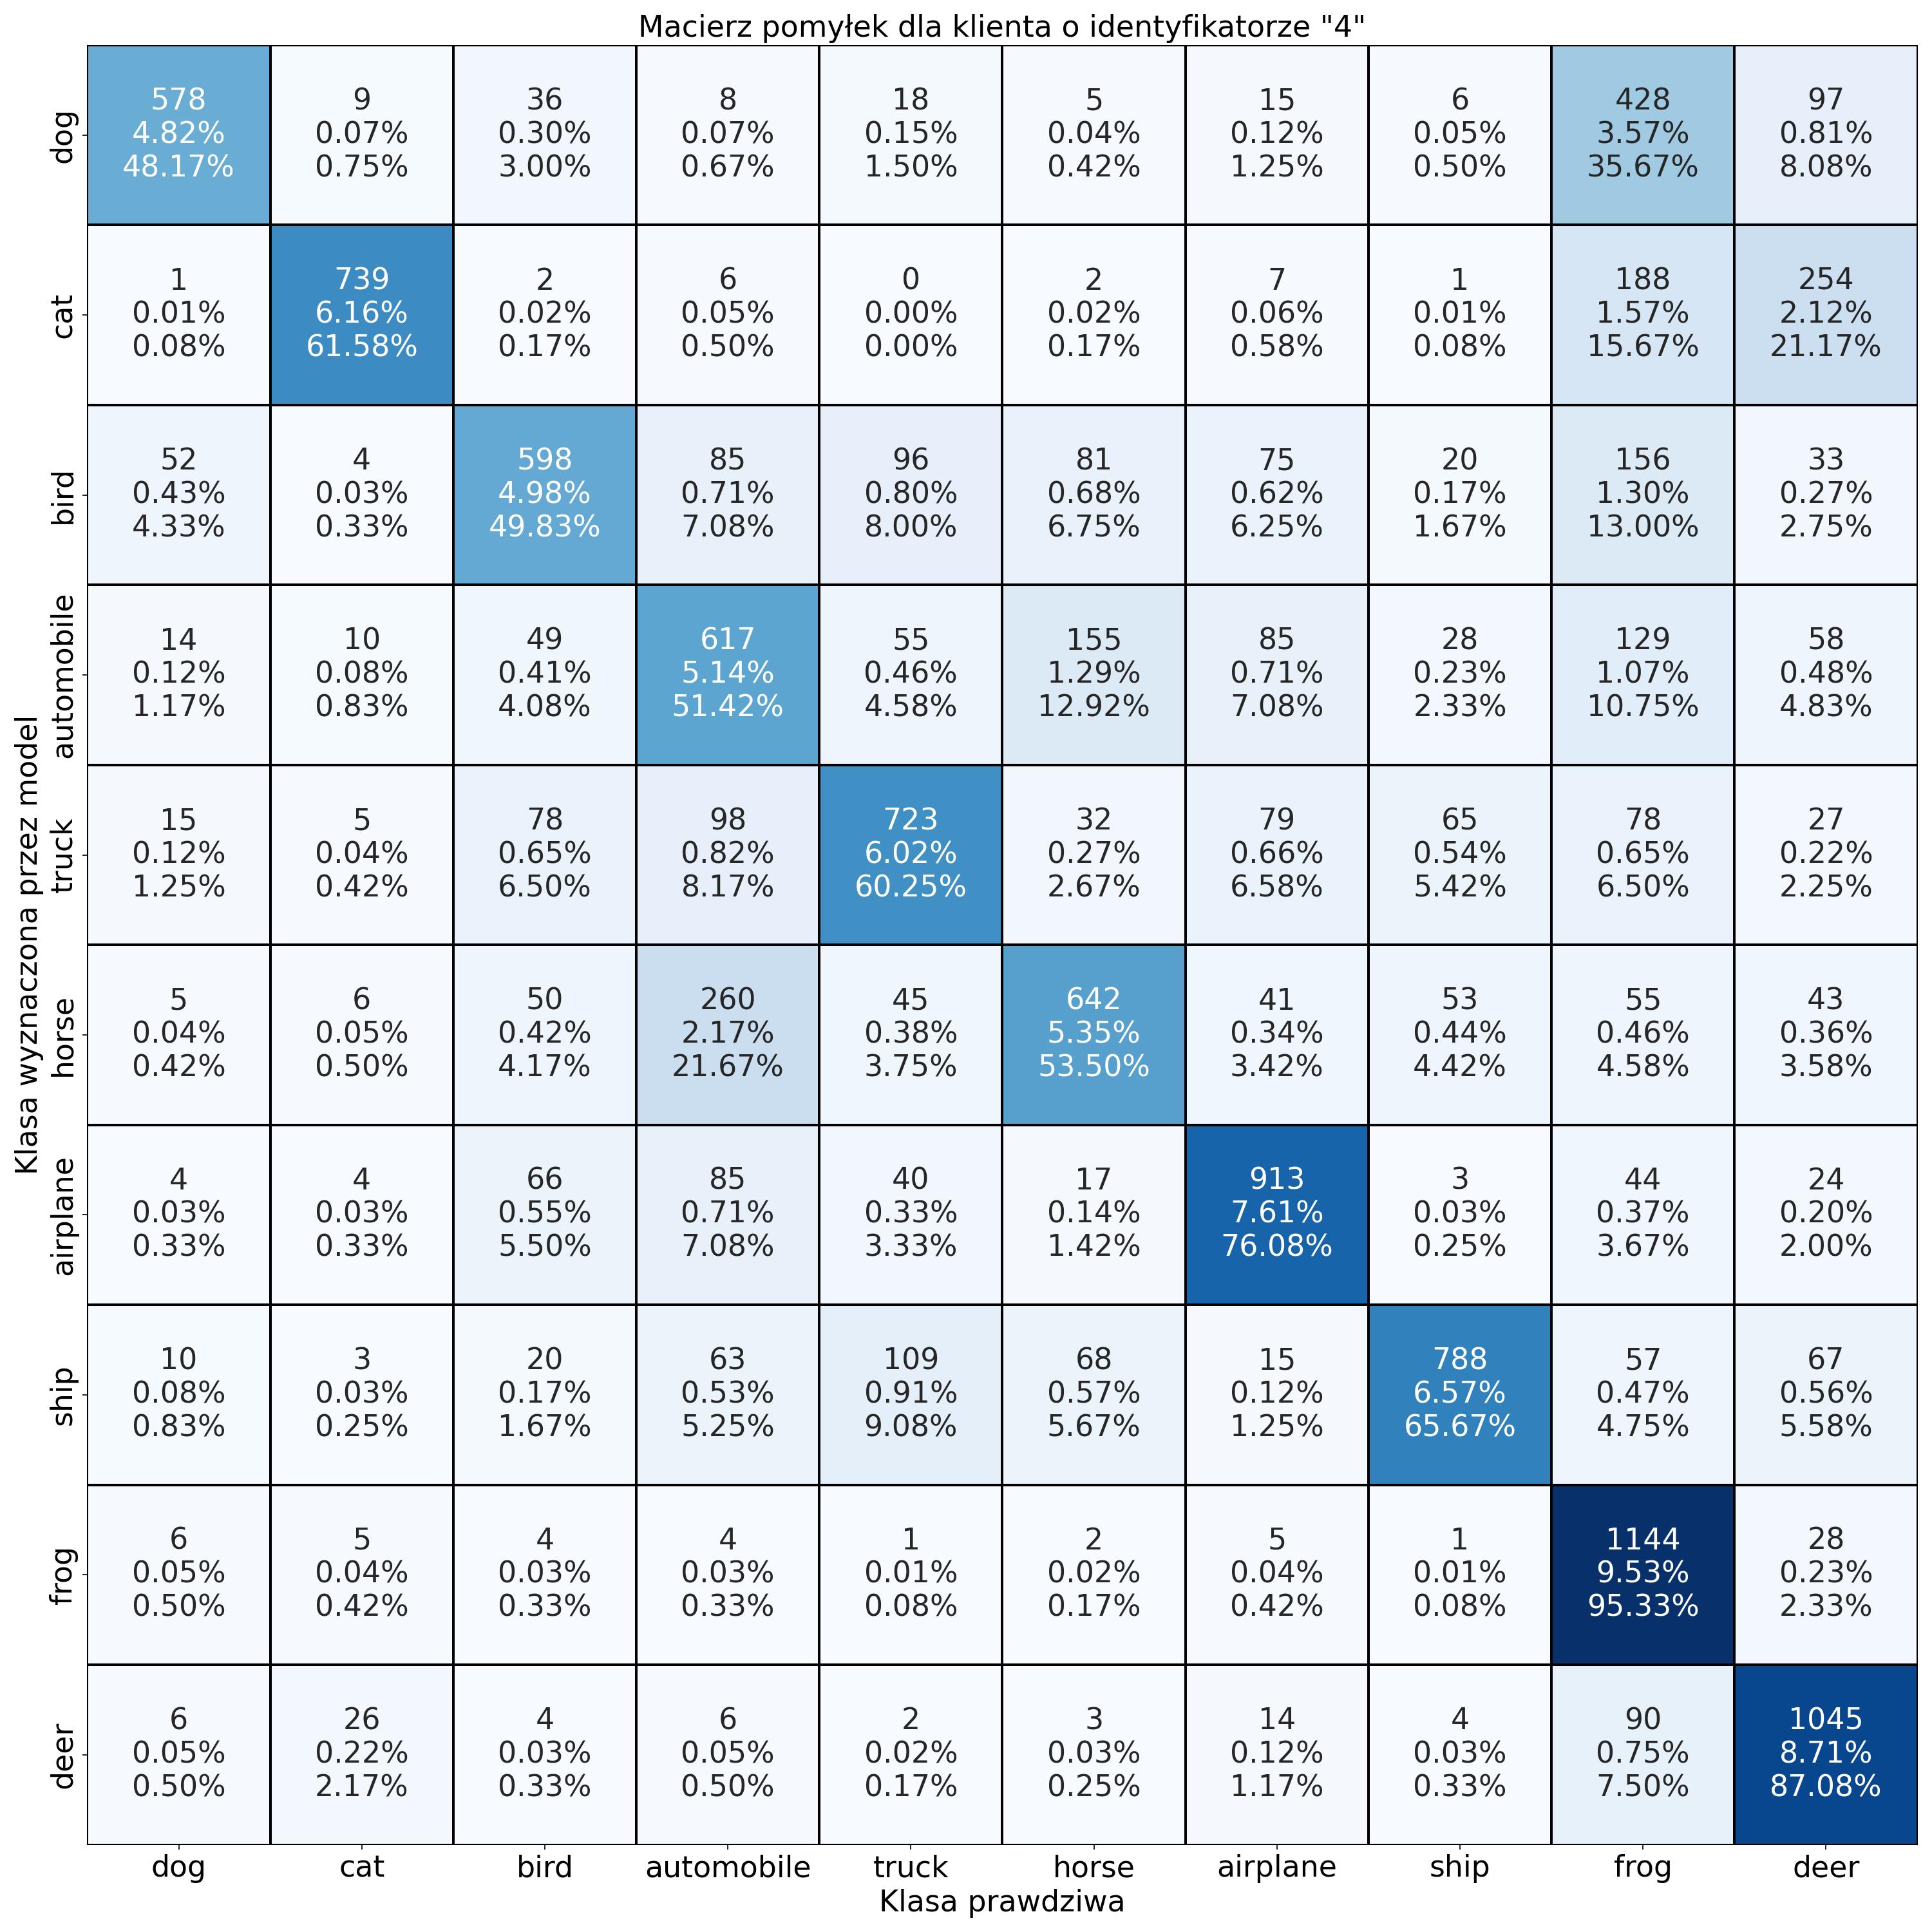 Macierz pomyłek dla klienta o identyfikatorze "4"
Klasa wyznaczona przez model
dog
578 9 36 8 18 5 15 6 428 97
4.82% 0.07% 0.30% 0.07% 0.15% 0.04% 0.12% 0.05% 3.57% 0.81%
48.17% 0.75% 3.00% 0.67% 1.50% 0.42% 1.25% 0.50% 35.67% 8.08%
cat
1 739 2 6 0 2 7 1 188 254
0.01% 6.16% 0.02% 0.05% 0.00% 0.02% 0.06% 0.01% 1.57% 2.12%
0.08% 61.58% 0.17% 0.50% 0.00% 0.17% 0.58% 0.08% 15.67% 21.17%
bird
52 4 598 85 96 81 75 20 156 33
0.43% 0.03% 4.98% 0.71% 0.80% 0.68% 0.62% 0.17% 1.30% 0.27%
4.33% 0.33% 49.83% 7.08% 8.00% 6.75% 6.25% 1.67% 13.00% 2.75%
automobile
14 10 49 617 55 155 85 28 129 58
0.12% 0.08% 0.41% 5.14% 0.46% 1.29% 0.71% 0.23% 1.07% 0.48%
1.17% 0.83% 4.08% 51.42% 4.58% 12.92% 7.08% 2.33% 10.75% 4.83%
truck
15 5 78 98 723 32 79 65 78 27
0.12% 0.04% 0.65% 0.82% 6.02% 0.27% 0.66% 0.54% 0.65% 0.22%
1.25% 0.42% 6.50% 8.17% 60.25% 2.67% 6.58% 5.42% 6.50% 2.25%
horse
5 6 50 260 45 642 41 53 55 43
0.04% 0.05% 0.42% 2.17% 0.38% 5.35% 0.34% 0.44% 0.46% 0.36%
0.42% 0.50% 4.17% 21.67% 3.75% 53.50% 3.42% 4.42% 4.58% 3.58%
airplane
4 4 66 85 40 17 913 3 44 24
0.03% 0.03% 0.55% 0.71% 0.33% 0.14% 7.61% 0.03% 0.37% 0.20%
0.33% 0.33% 5.50% 7.08% 3.33% 1.42% 76.08% 0.25% 3.67% 2.00%
ship
10 3 20 63 109 68 15 788 57 67
0.08% 0.03% 0.17% 0.53% 0.91% 0.57% 0.12% 6.57% 0.47% 0.56%
0.83% 0.25% 1.67% 5.25% 9.08% 5.67% 1.25% 65.67% 4.75% 5.58%
frog
6 5 4 4 1 2 5 1 1144 28
0.05% 0.04% 0.03% 0.03% 0.01% 0.02% 0.04% 0.01% 9.53% 0.23%
0.50% 0.42% 0.33% 0.33% 0.08% 0.17% 0.42% 0.08% 95.33% 2.33%
deer
6 26 4 6 2 3 14 4 90 1045
0.05% 0.22% 0.03% 0.05% 0.02% 0.03% 0.12% 0.03% 0.75% 8.71%
0.50% 2.17% 0.33% 0.50% 0.17% 0.25% 1.17% 0.33% 7.50% 87.08%
dog cat bird automobile truck horse airplane ship frog deer
Klasa prawdziwa